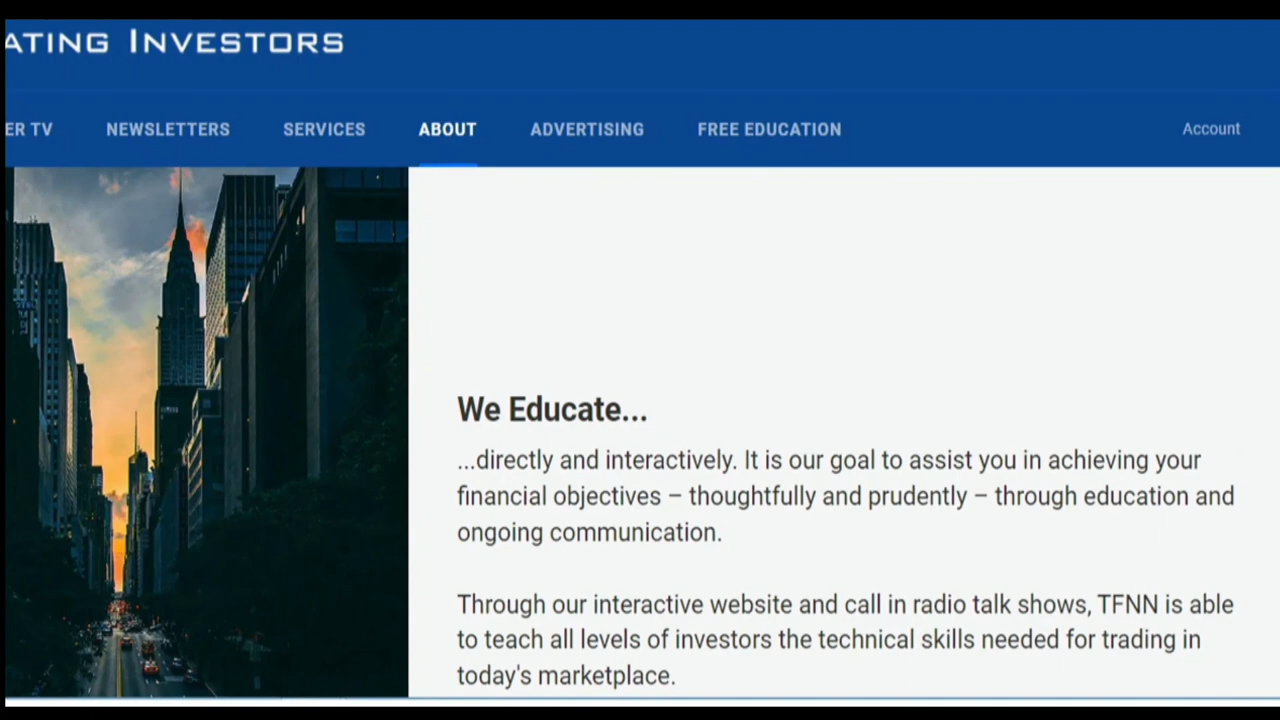 ATING INVESTORS
ER TV NEWSLETTERS SERVICES ABOUT ADVERTISING FREE EDUCATION Account
We Educate...
...directly and interactively. It is our goal to assist you in achieving your
financial objectives – thoughtfully and prudently – through education and
ongoing communication.
Through our interactive website and call in radio talk shows, TFNN is able
to teach all levels of investors the technical skills needed for trading in
today's marketplace.